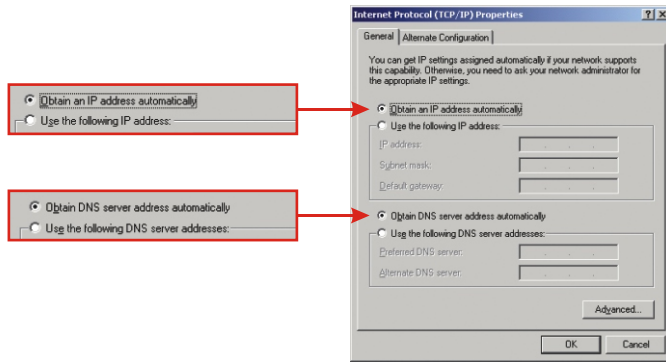 Obtain an IP address automatically
Use the following IP address:
Obtain DNS server address automatically
Use the following DNS server addresses:
Internet Protocol (TCP/IP) Properties
General
Alternate Configuration
You can get IP settings assigned automatically if your network supports
this capability. Otherwise, you need to ask your network administrator for
the appropriate IP settings.
Obtain an IP address automatically
Use the following IP address:
IP address:
Subnet mask:
Default gateway:
Obtain DNS server address automatically
Use the following DNS server addresses:
Preferred DNS server:
Alternate DNS server:
Advanced...
OK
Cancel